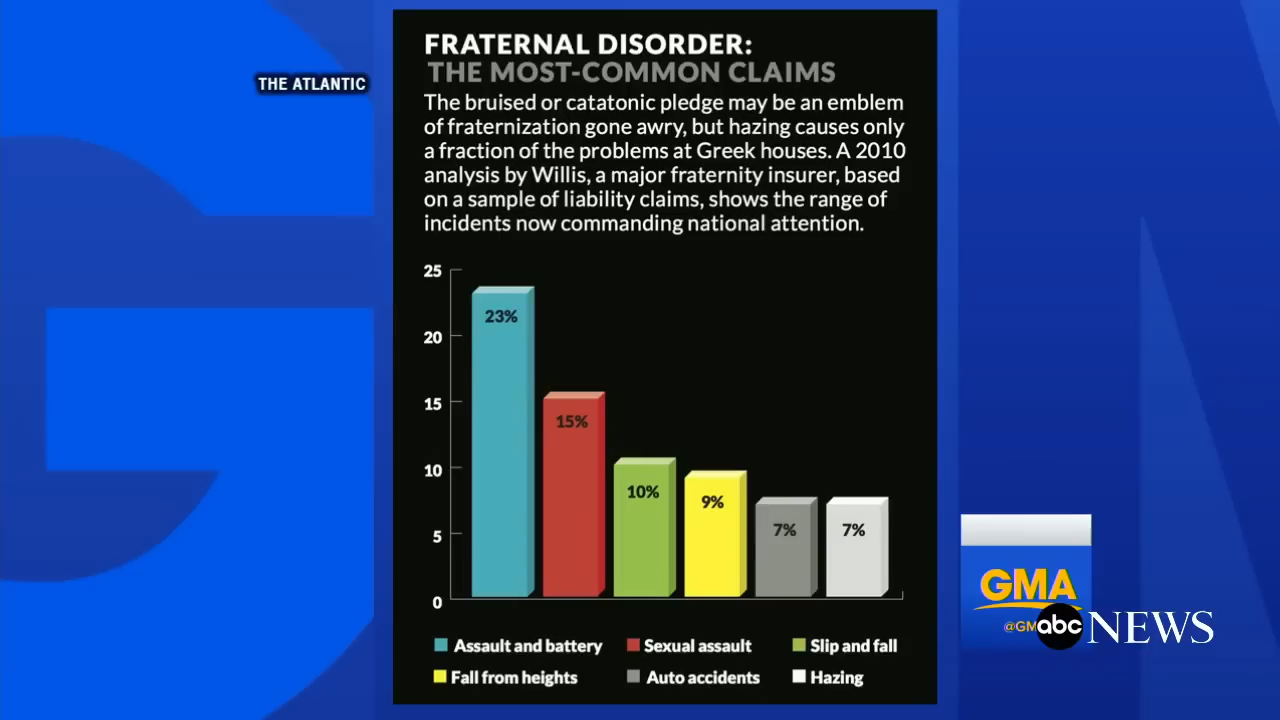 THE ATLANTIC
FRATERNAL DISORDER:
THE MOST-COMMON CLAIMS
The bruised or catatonic pledge may be an emblem
of fraternization gone awry, but hazing causes only
a fraction of the problems at Greek houses. A 2010
analysis by Willis, a major fraternity insurer, based
on a sample of liability claims, shows the range of
incidents now commanding national attention.
25
20
15
10
5
0
23%
15%
10%
9%
7%
7%
Assault and battery
Sexual assault
Slip and fall
Fall from heights
Auto accidents
Hazing
GMA
@GM
abc NEWS